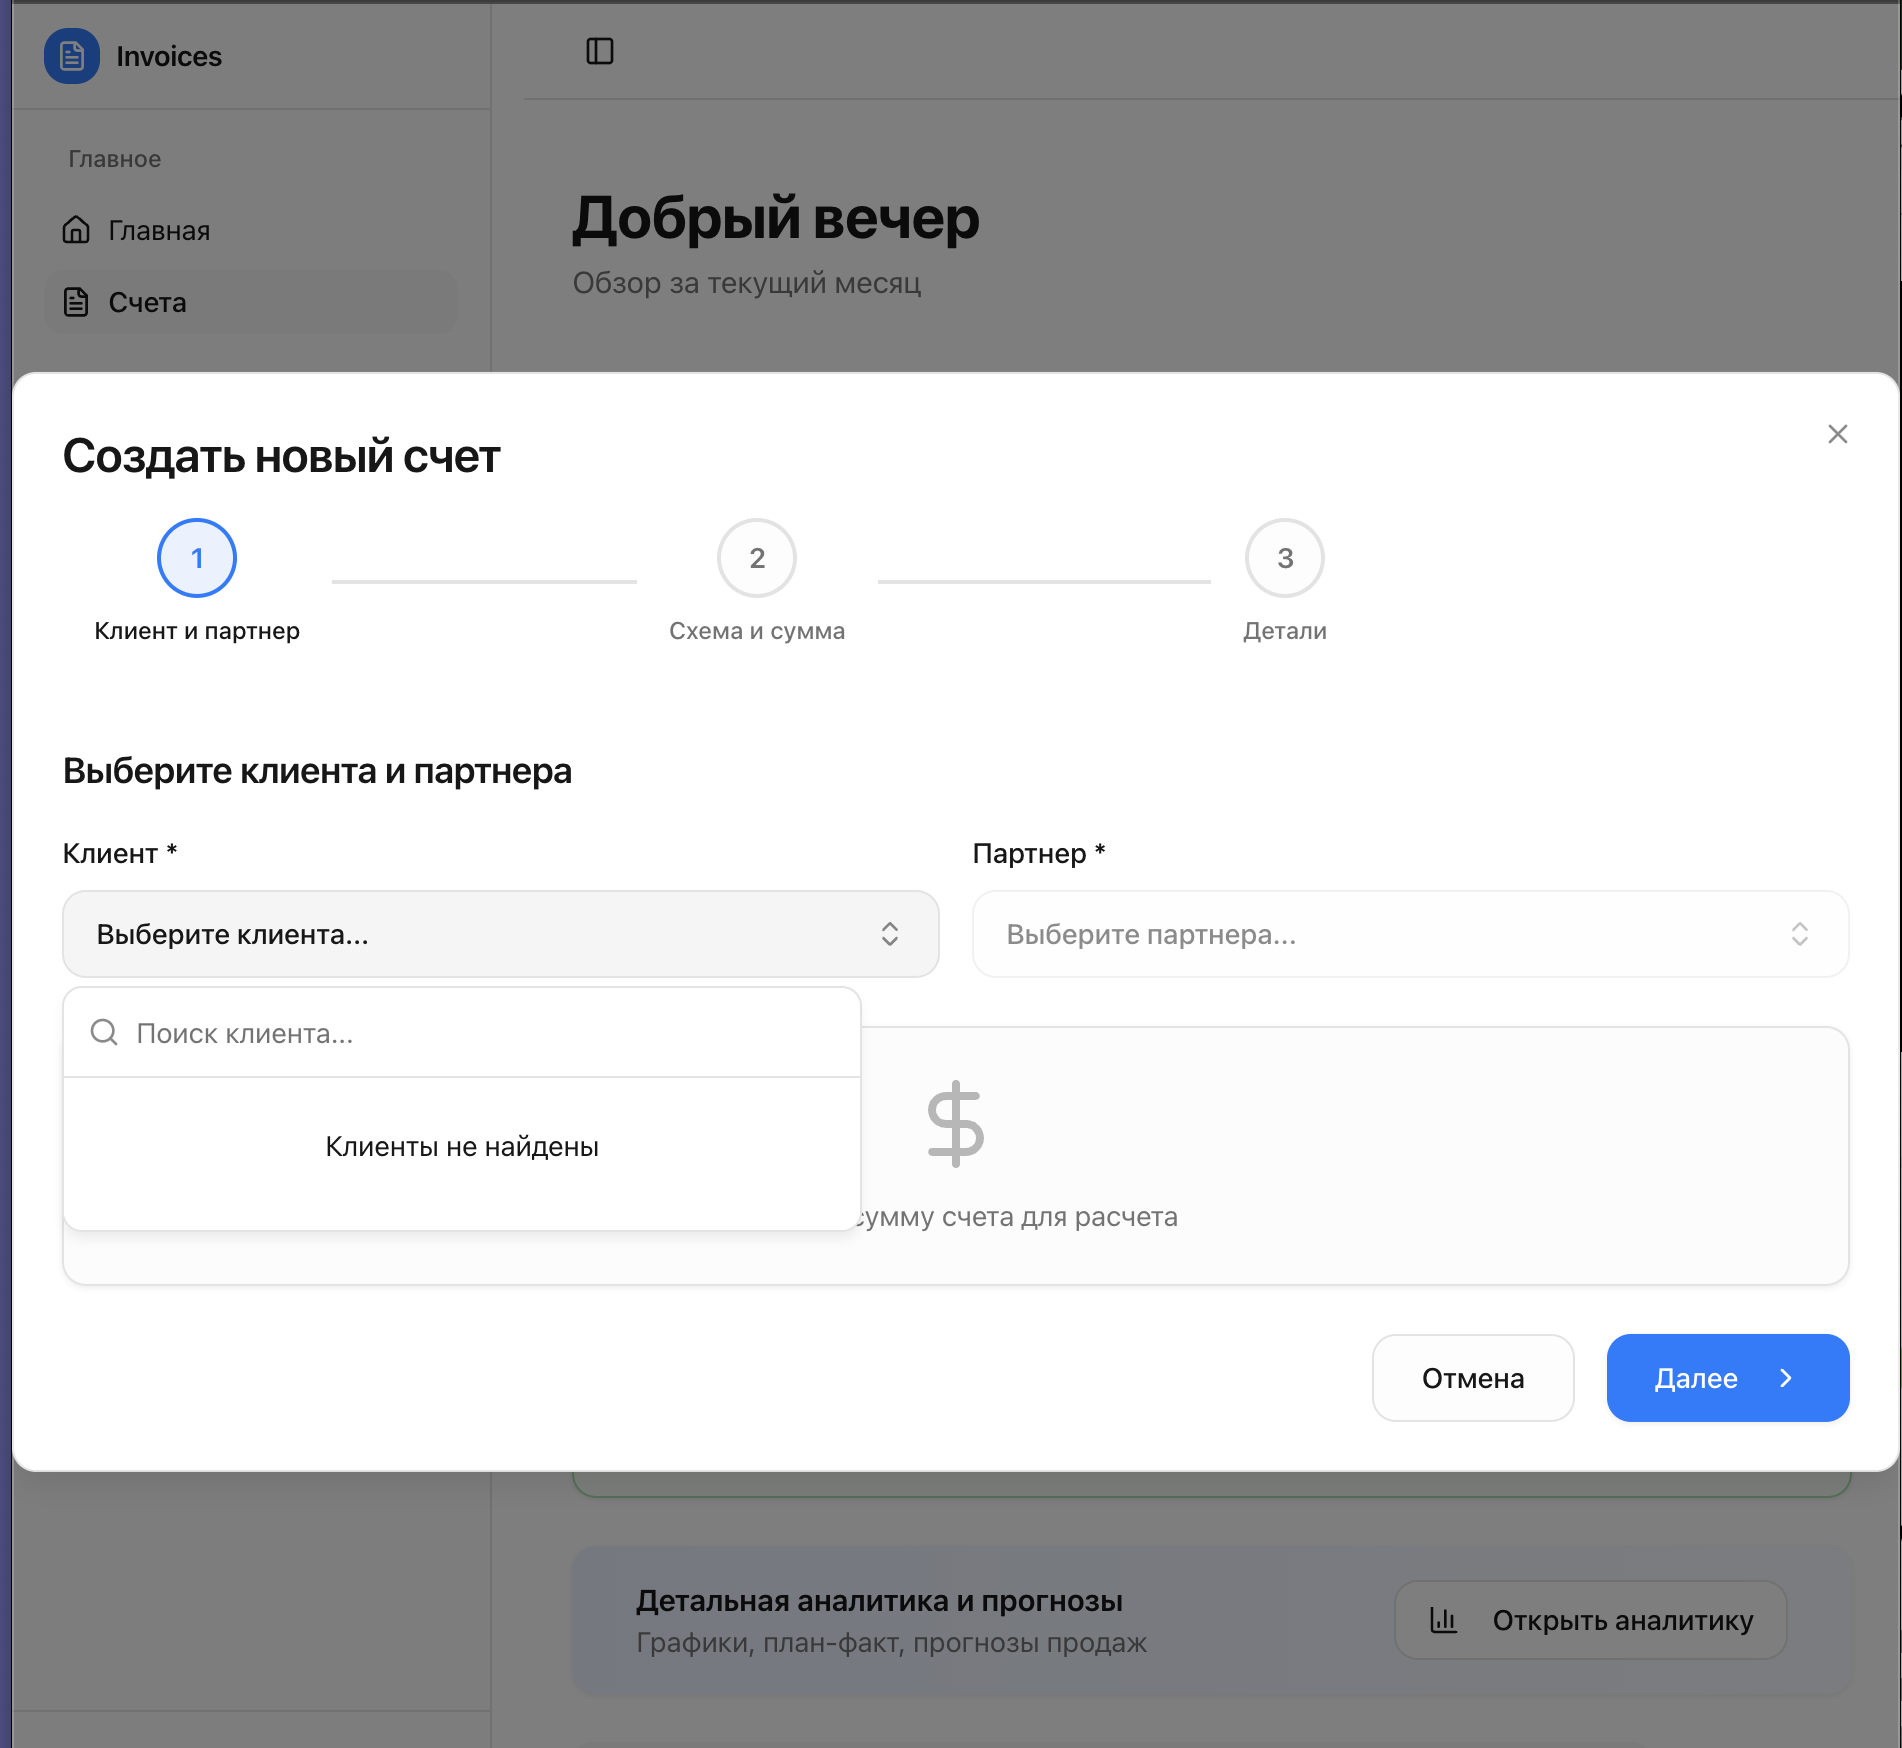 Invoices
Главное
Главная
Счета
Добрый вечер
Обзор за текущий месяц
Создать новый счет
1
2
3
Клиент и партнер
Схема и сумма
Детали
Выберите клиента и партнера
Клиент *
Партнер *
Выберите клиента...
Выберите партнера...
Поиск клиента...
Клиенты не найдены
сумму счета для расчета
Отмена
Далее
Детальная аналитика и прогнозы
Графики, план-факт, прогнозы продаж
Открыть аналитику